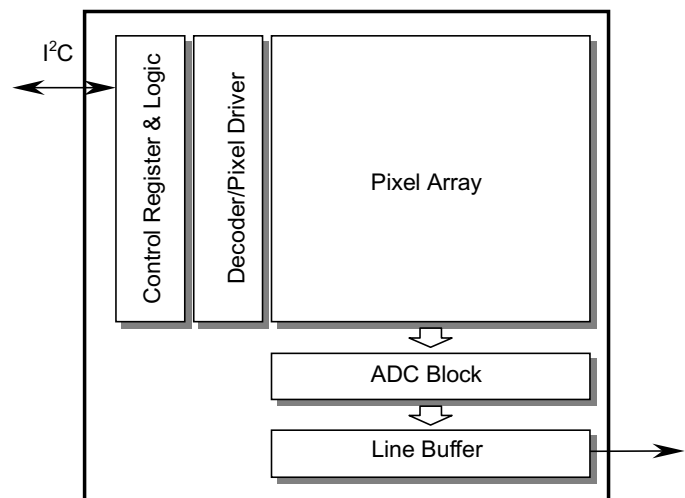 I²C
Control Register & Logic
Decoder/Pixel Driver
Pixel Array
ADC Block
Line Buffer